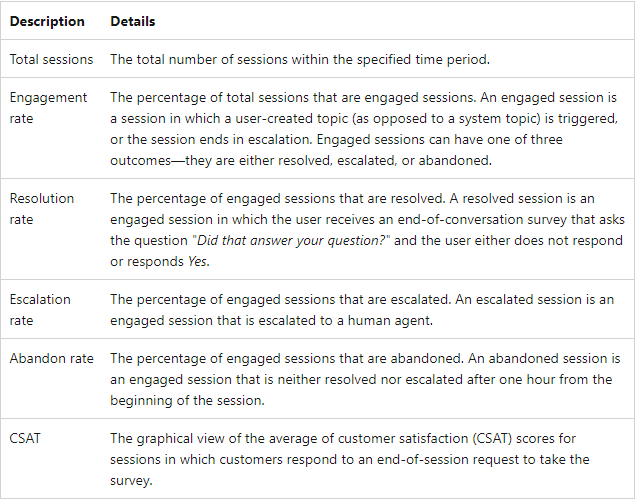 Description Details
Total sessions The total number of sessions within the specified time period.
Engagement rate The percentage of total sessions that are engaged sessions. An engaged session is
a session in which a user-created topic (as opposed to a system topic) is triggered,
or the session ends in escalation. Engaged sessions can have one of three
outcomes—they are either resolved, escalated, or abandoned.
Resolution rate The percentage of engaged sessions that are resolved. A resolved session is an
engaged session in which the user receives an end-of-conversation survey that asks
the question "Did that answer your question?" and the user either does not respond
or responds Yes.
Escalation rate The percentage of engaged sessions that are escalated. An escalated session is an
engaged session that is escalated to a human agent.
Abandon rate The percentage of engaged sessions that are abandoned. An abandoned session is
an engaged session that is neither resolved nor escalated after one hour from the
beginning of the session.
CSAT The graphical view of the average of customer satisfaction (CSAT) scores for
sessions in which customers respond to an end-of-session request to take the
survey.